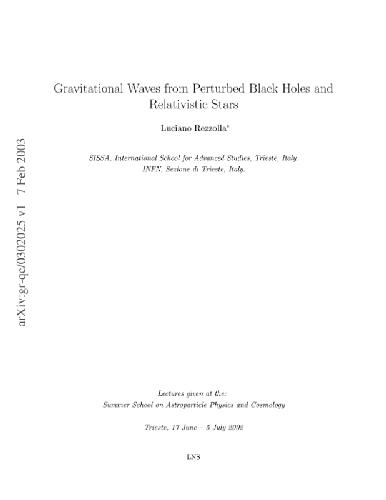 Gravitational Waves from Perturbed Black Holes and
Relativistic Stars
Luciano Rezzolla*
SISSA, International School for Advanced Studies, Trieste, Italy
INFN, Sezione di Trieste, Italy.
arXiv:gr-qc/0302025 v1 7 Feb 2003
Lectures given at the:
Summer School on Astroparticle Physics and Cosmology
Trieste, 17 June – 5 July 2002
LNS